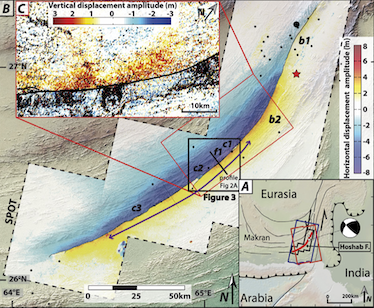 B
C
Vertical displacement amplitude (m)
3 2 1 0 -1 -2 -3
N
10km
27°N
b1
b2
8
6
4
2
0
-2
-4
-6
-8
Horizontal displacement amplitude (m)
c1
f1
c2
profile
Fig 2A
Figure 3
c3
SPOT
A
Eurasia
Makran
Hoshab F.
India
Arabia
200km
N
26°N
64°E
65°E
0 25 50km
N